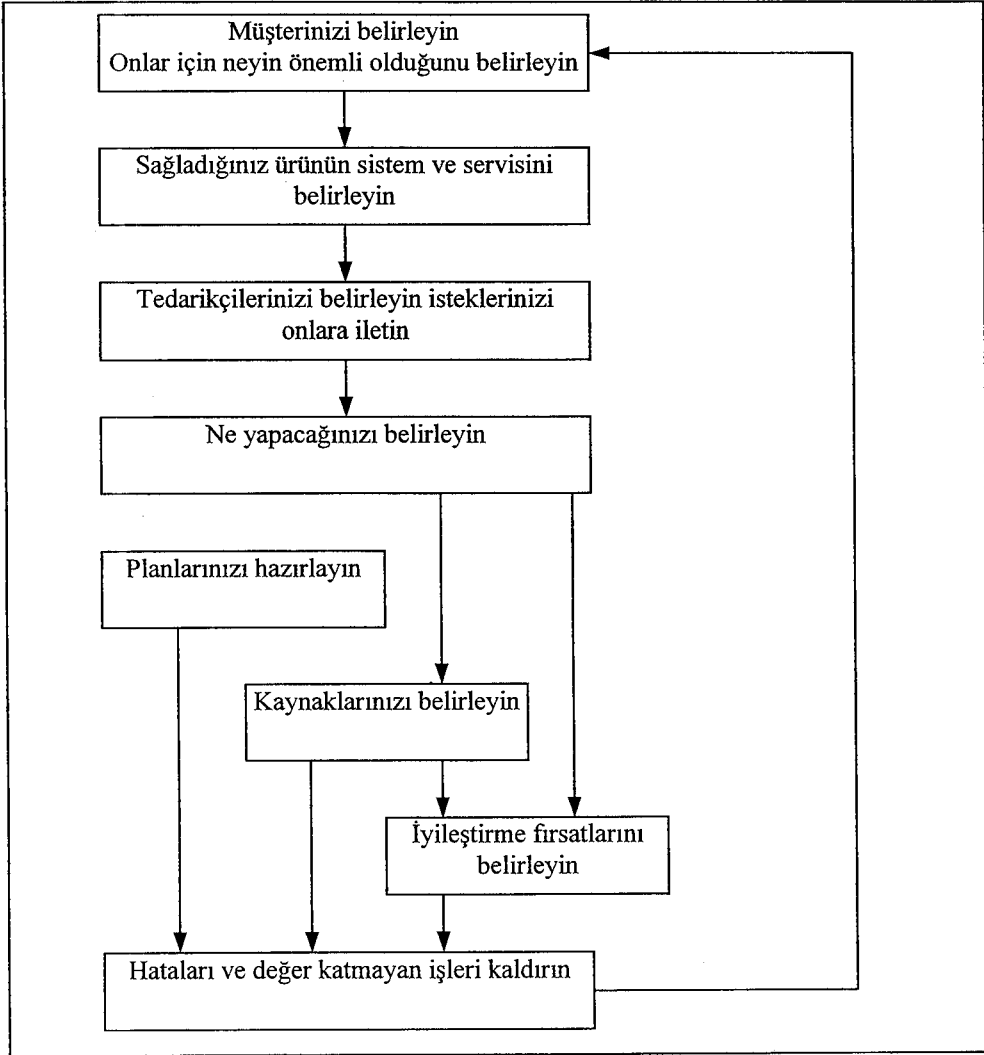 Müşterinizi belirleyin
Onlar için neyin önemli olduğunu belirleyin
Sağladığınız ürünün sistem ve servisini
belirleyin
Tedarikçilerinizi belirleyin isteklerinizi
onlara iletin
Ne yapacağınızı belirleyin
Planlarınızı hazırlayın
Kaynaklarınızı belirleyin
İyileştirme fırsatlarını
belirleyin
Hataları ve değer katmayan işleri kaldırın